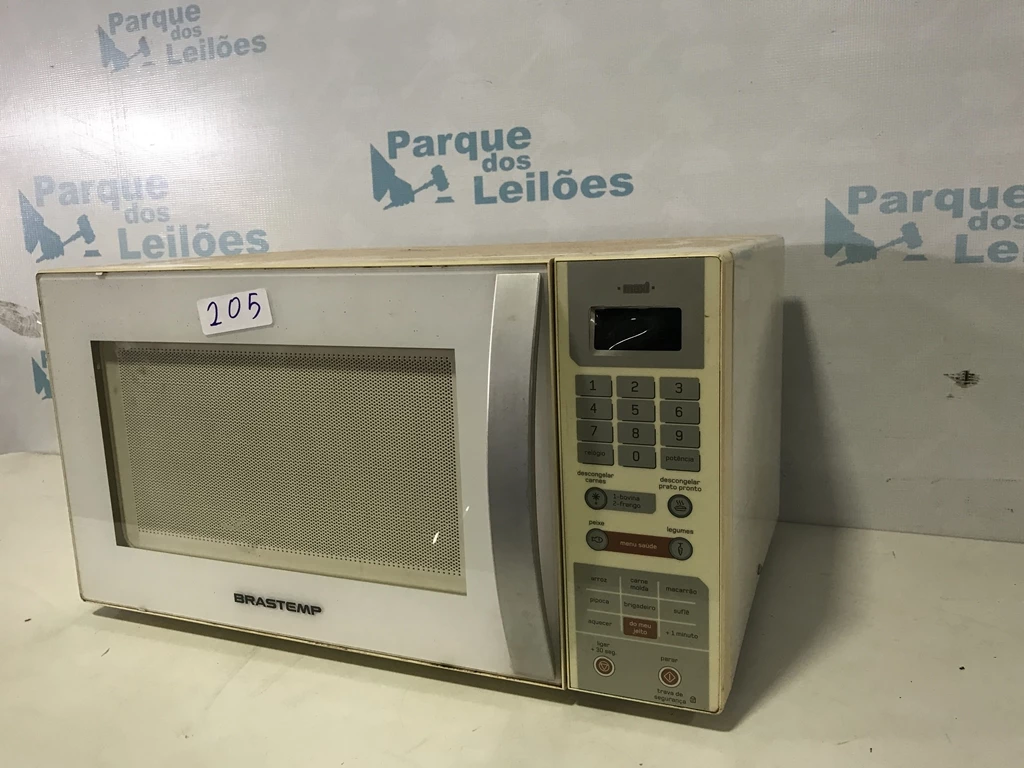 Parque
dos
Leilões
Parque
dos
Leilões
Parque
dos
Leilões
Parque
dos
Leilões
205
BRASTEMP
1 2 3
4 5 6
7 8 9
relógio 0 potência
descongelar
carnes
descongelar
prato pronto
1-bovina
2-frango
peixe
legumes
menu saúde
arroz
carne
moída
macarrão
pipoca
brigadeiro
suflê
aquecer
do meu
jeito
+ 1 minuto
ligar
+ 30 seg.
parar
trava de
segurança